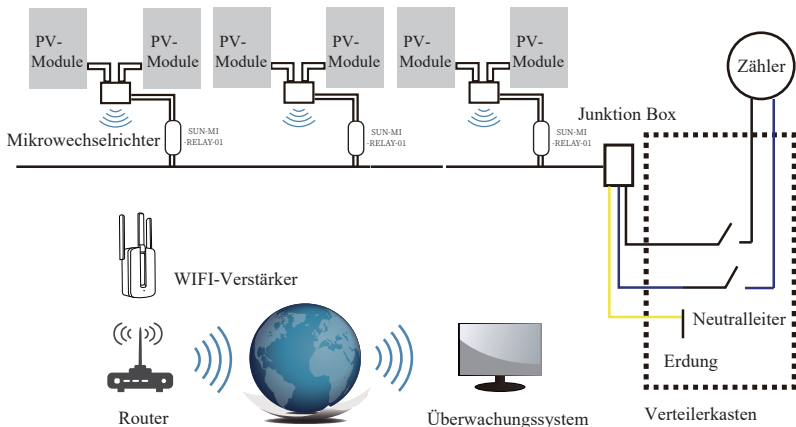 PV-
Module
PV-
Module
PV-
Module
PV-
Module
PV-
Module
PV-
Module
Zähler
Mikrowechselrichter
SUN-MI
-RELAY-01
SUN-MI
-RELAY-01
SUN-MI
-RELAY-01
Junktion Box
WIFI-Verstärker
Neutralleiter
Erdung
Router
Überwachungssystem
Verteilerkasten